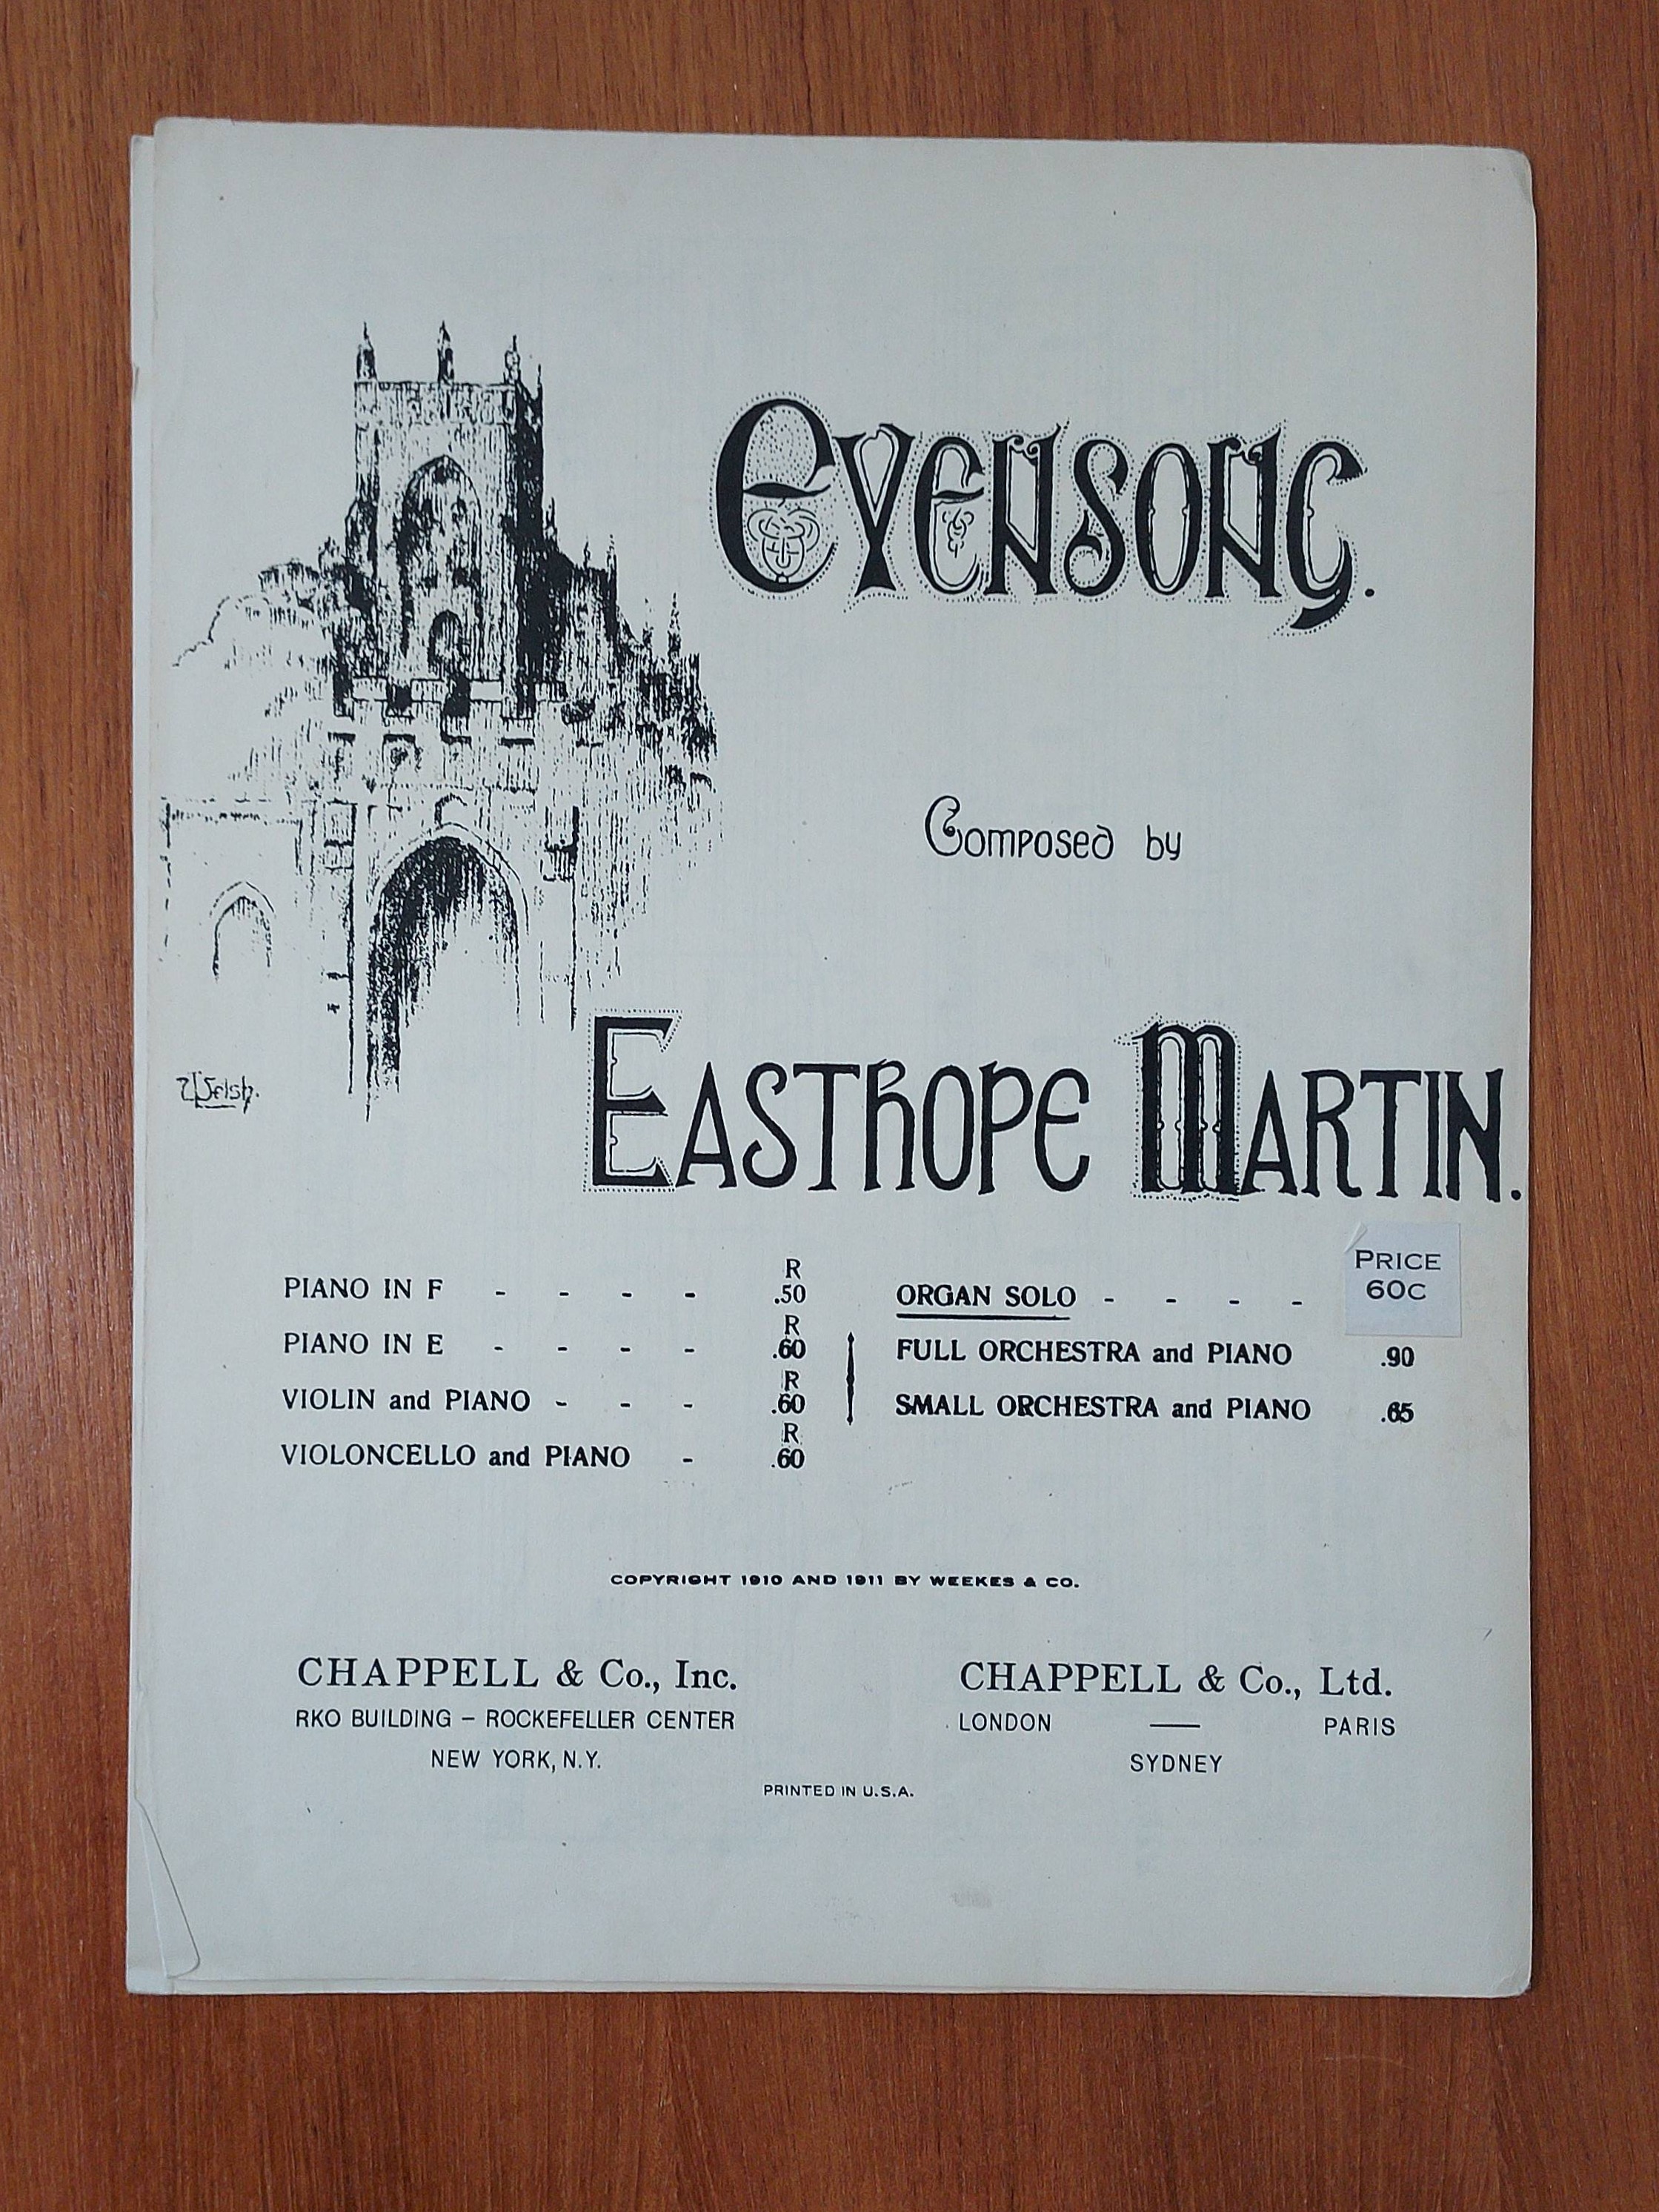 Evensong.
Composed by
Eastrope Martin.
PIANO IN F - - - - R .50
PIANO IN E - - - - R .60
VIOLIN and PIANO - - - R .60
VIOLONCELLO and PIANO - R .60
ORGAN SOLO - - - - PRICE 60C
FULL ORCHESTRA and PIANO .90
SMALL ORCHESTRA and PIANO .65
COPYRIGHT 1910 AND 1911 BY WEEKES & CO.
CHAPPELL & Co., Inc.
RKO BUILDING – ROCKEFELLER CENTER
NEW YORK, N.Y.
CHAPPELL & Co., Ltd.
LONDON — PARIS
SYDNEY
PRINTED IN U.S.A.